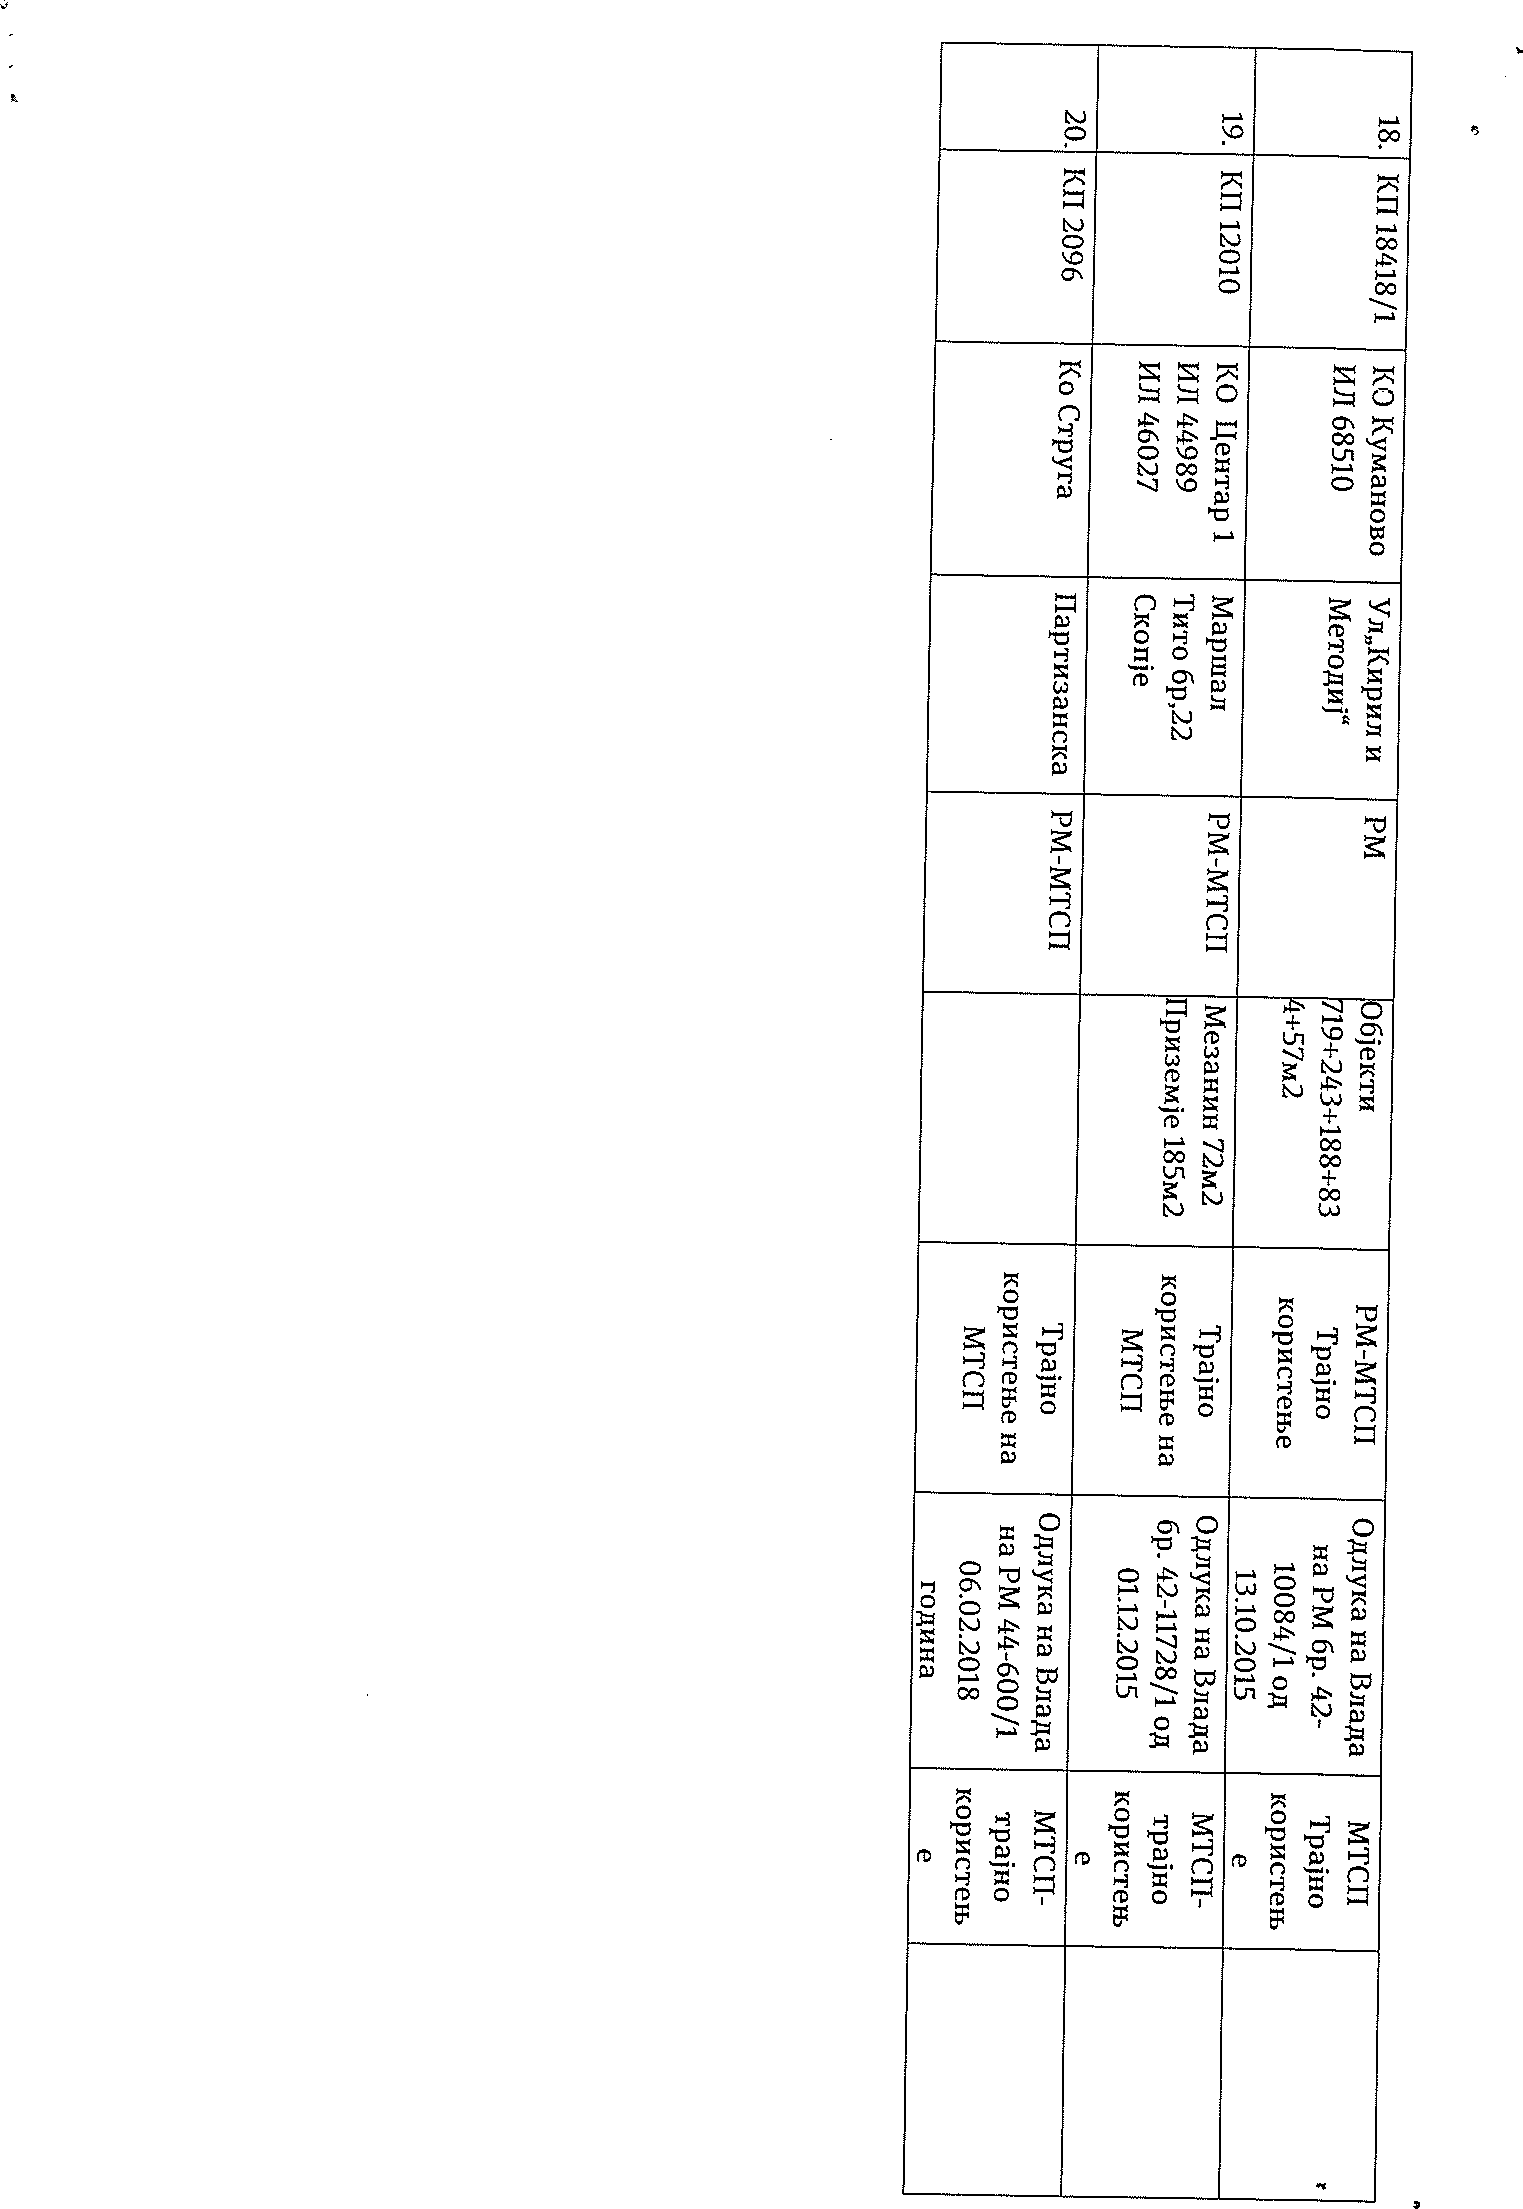 18.
КП 18418/1
КО Куманово
ИЛ 68510
Ул„Кирил и
Методиј“
РМ
Објекти
719+243+188+83
4+57м2
РМ-МТСП
Трајно
користење
Одлука на Влада
на РМ бр. 42-
10084/1 од
13.10.2015
МТСП
Трајно
користењ
е
19.
КП 12010
КО Центар 1
ИЛ 44989
ИЛ 46027
Маршал
Тито бр,22
Скопје
РМ-МТСП
Мезанин 72м2
Приземје 185м2
Трајно
користење на
МТСП
Одлука на Влада
бр. 42-11728/1 од
01.12.2015
МТСП-
трајно
користењ
е
20.
КП 2096
Ко Струга
Партизанска
РМ-МТСП
Трајно
користење на
МТСП
Одлука на Влада
на РМ 44-600/1
06.02.2018
година
МТСП-
трајно
користењ
е